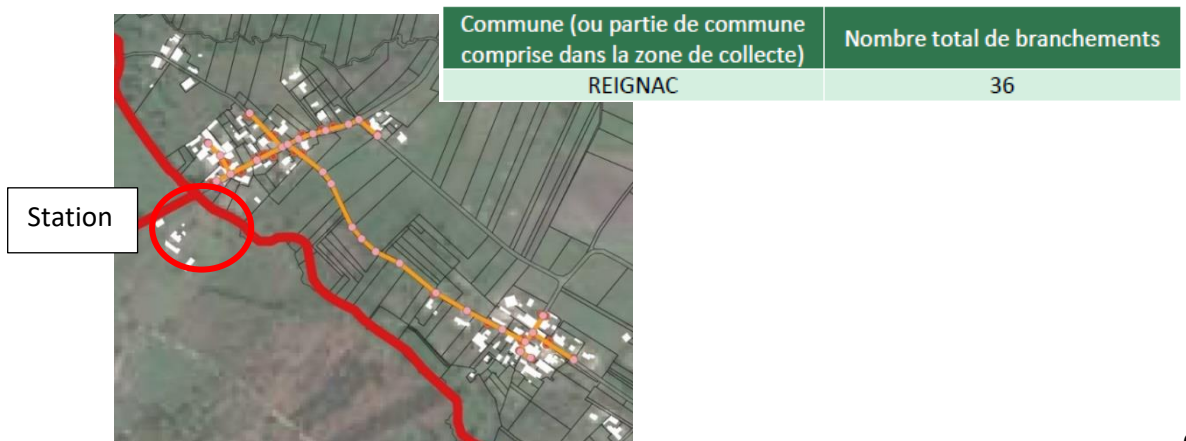 Commune (ou partie de commune
comprise dans la zone de collecte)
Nombre total de branchements
REIGNAC
36
Station